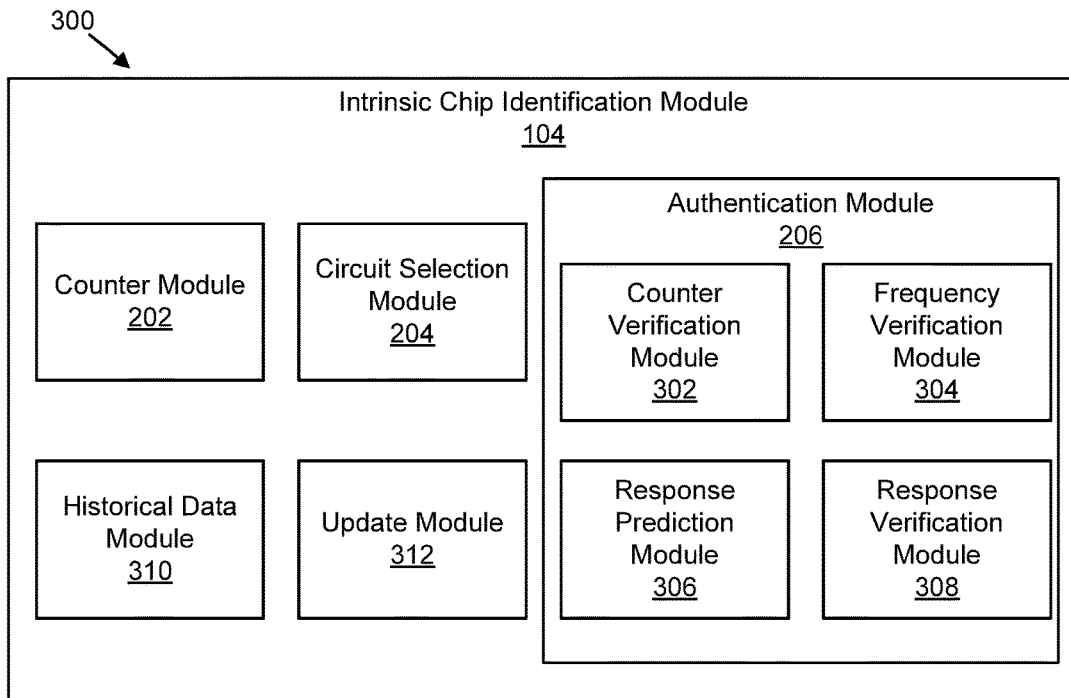 300
Intrinsic Chip Identification Module
104
Counter Module
202
Circuit Selection
Module
204
Authentication Module
206
Counter
Verification
Module
302
Frequency
Verification
Module
304
Historical Data
Module
310
Update Module
312
Response
Prediction
Module
306
Response
Verification
Module
308